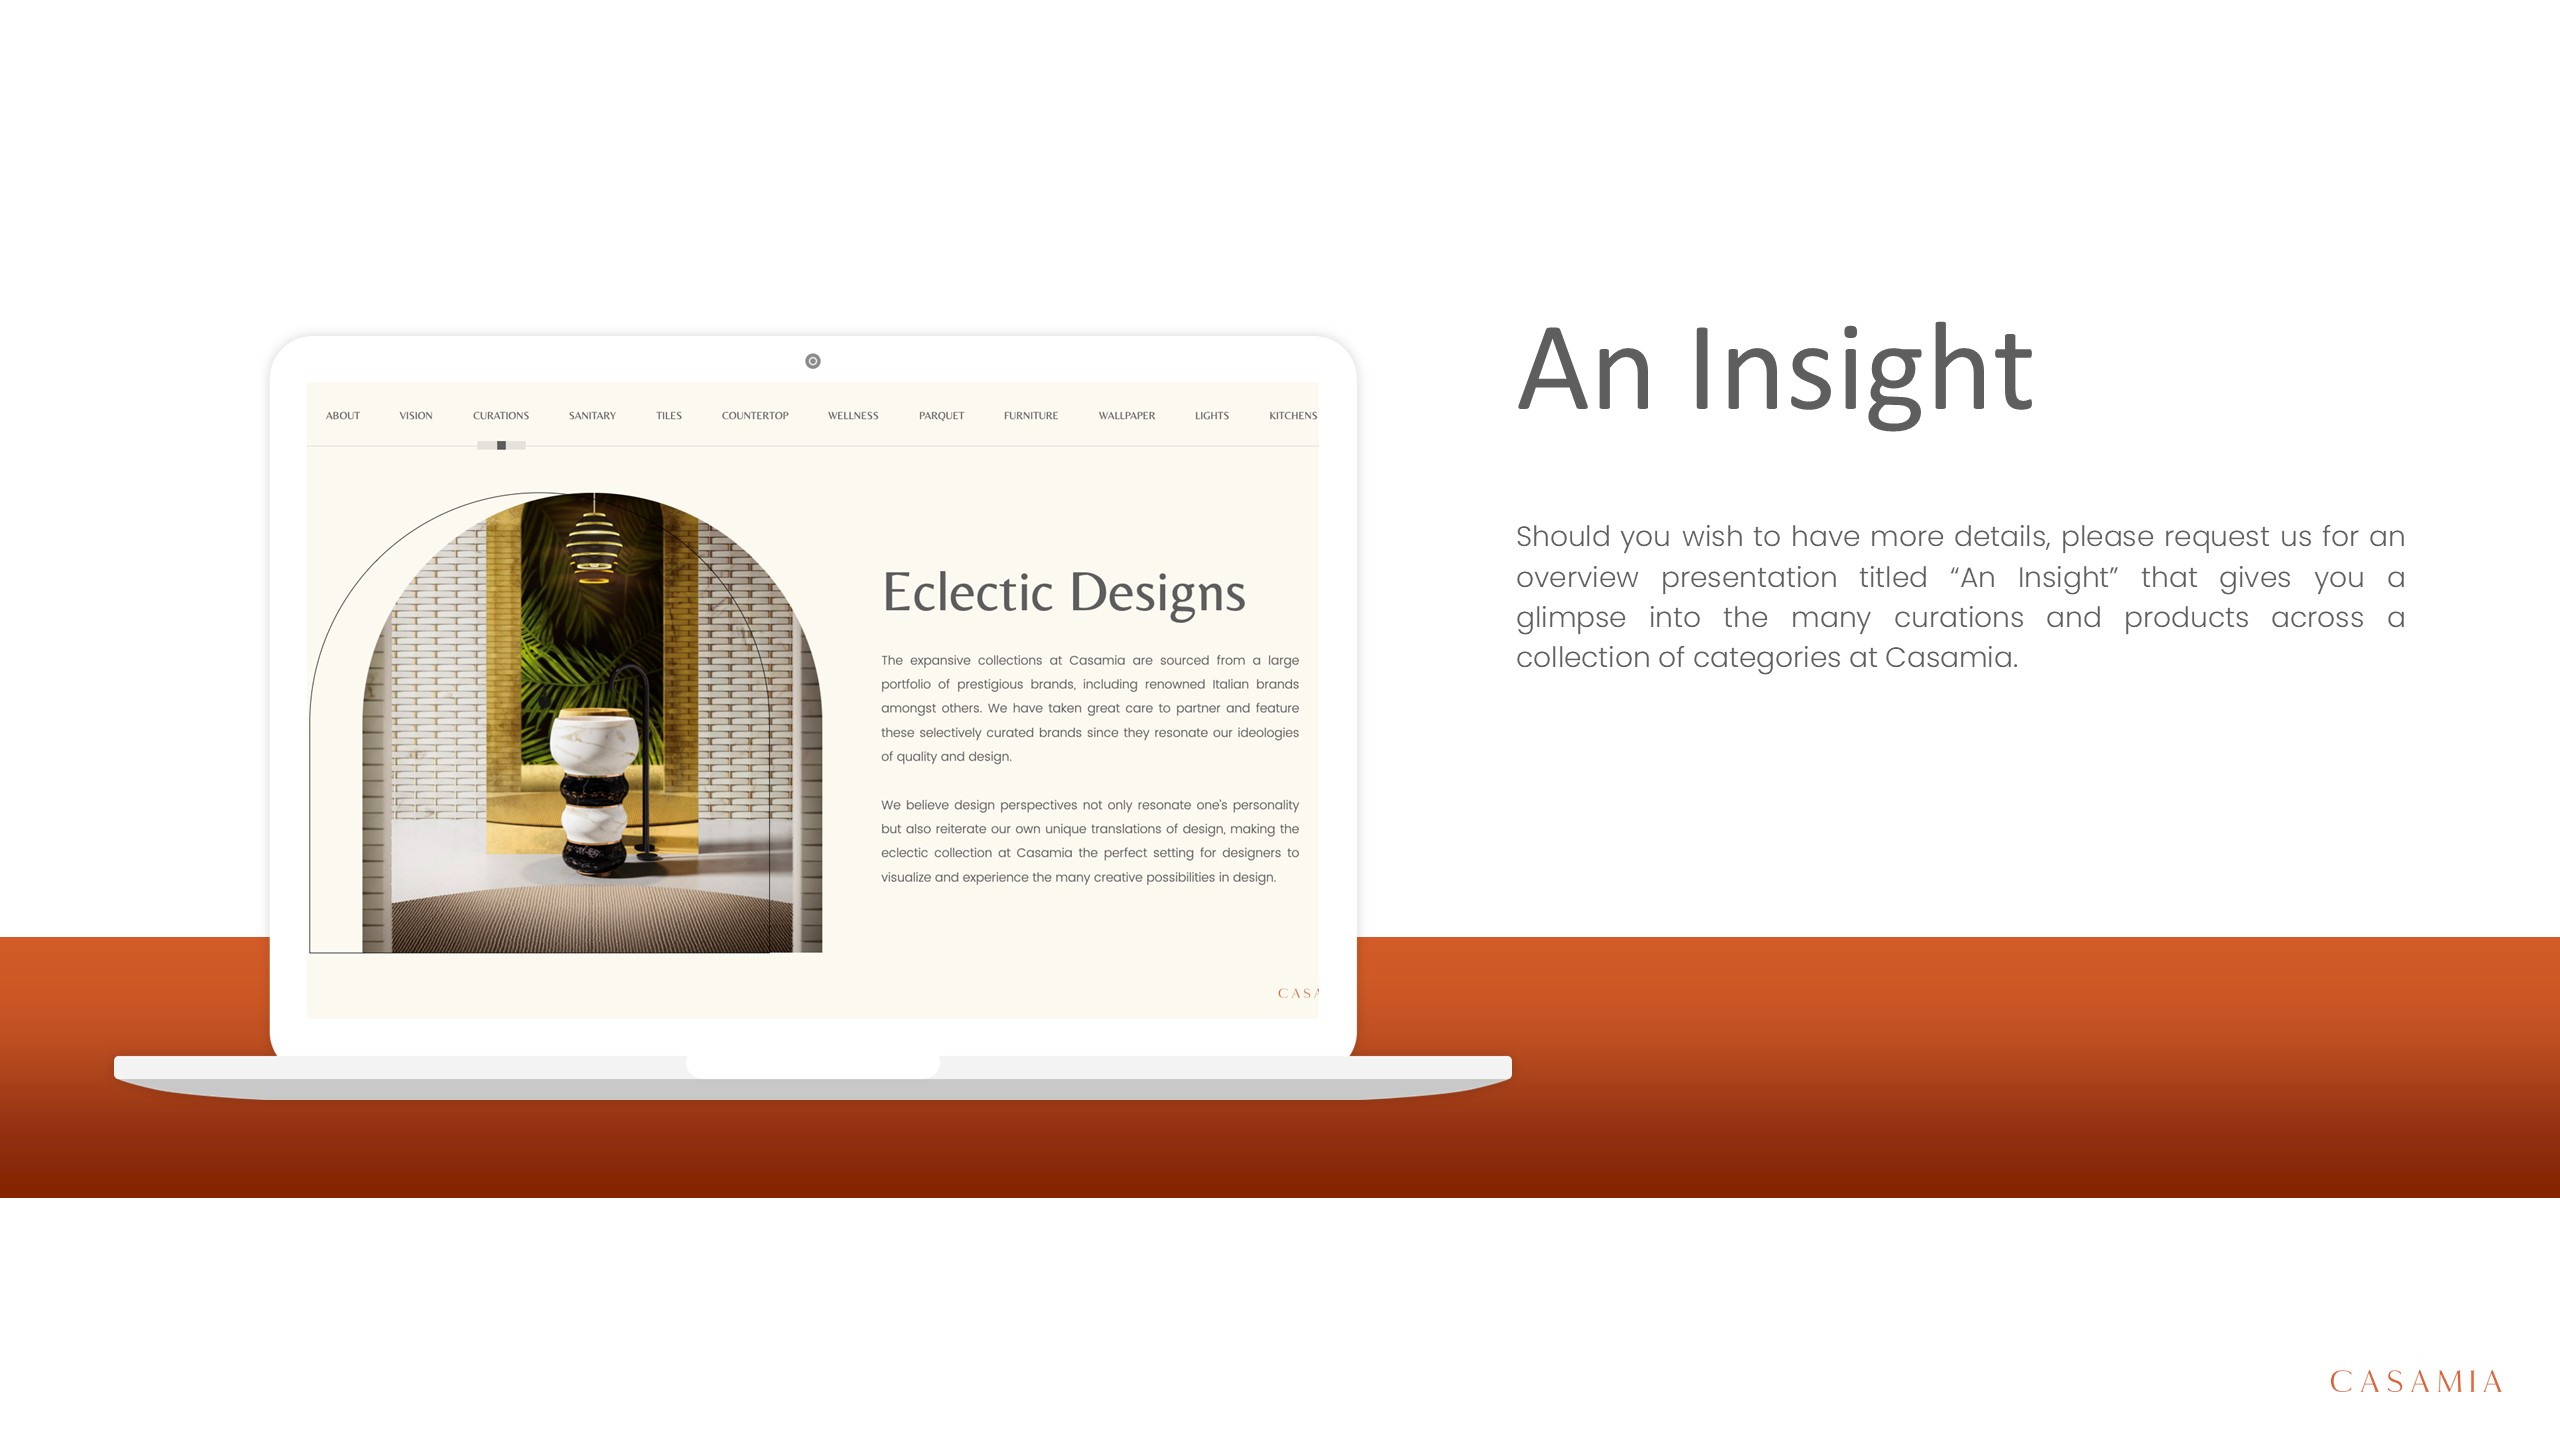 ABOUT VISION CURATIONS SANITARY TILES COUNTERTOP WELLNESS PARQUET FURNITURE WALLPAPER LIGHTS KITCHENS
Eclectic Designs
The expansive collections at Casamia are sourced from a large
portfolio of prestigious brands, including renowned Italian brands
amongst others. We have taken great care to partner and feature
these selectively curated brands since they resonate our ideologies
of quality and design.
We believe design perspectives not only resonate one's personality
but also reiterate our own unique translations of design, making the
eclectic collection at Casamia the perfect setting for designers to
visualize and experience the many creative possibilities in design.
CASA
An Insight
Should you wish to have more details, please request us for an
overview presentation titled “An Insight” that gives you a
glimpse into the many curations and products across a
collection of categories at Casamia.
CASAMIA